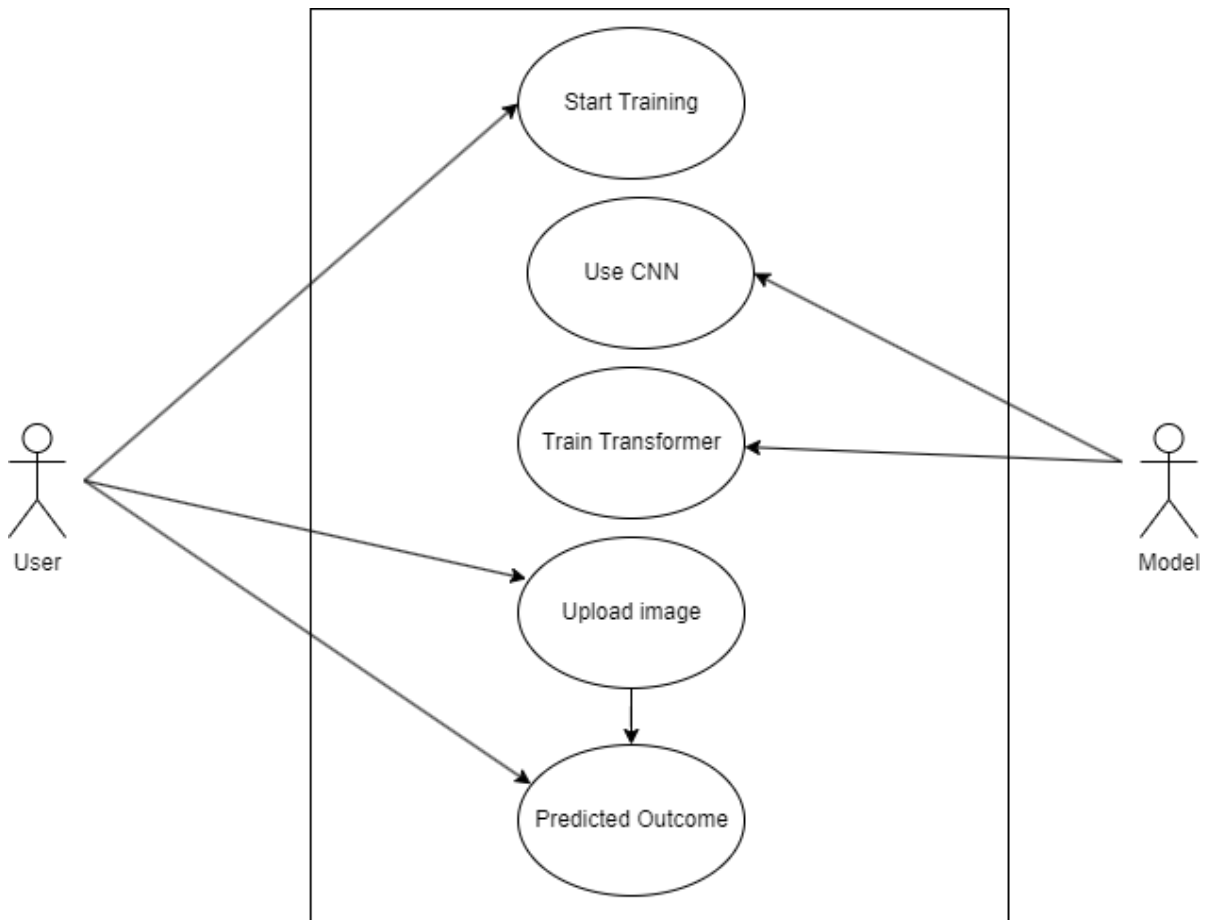 Start Training
Use CNN
Train Transformer
User
Model
Upload image
Predicted Outcome